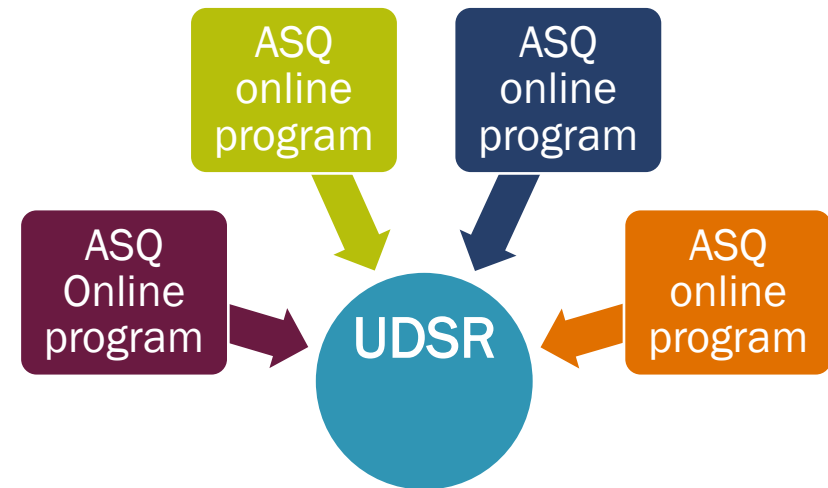 ASQ
online
program
ASQ
online
program
ASQ
Online
program
UDSR
ASQ
online
program